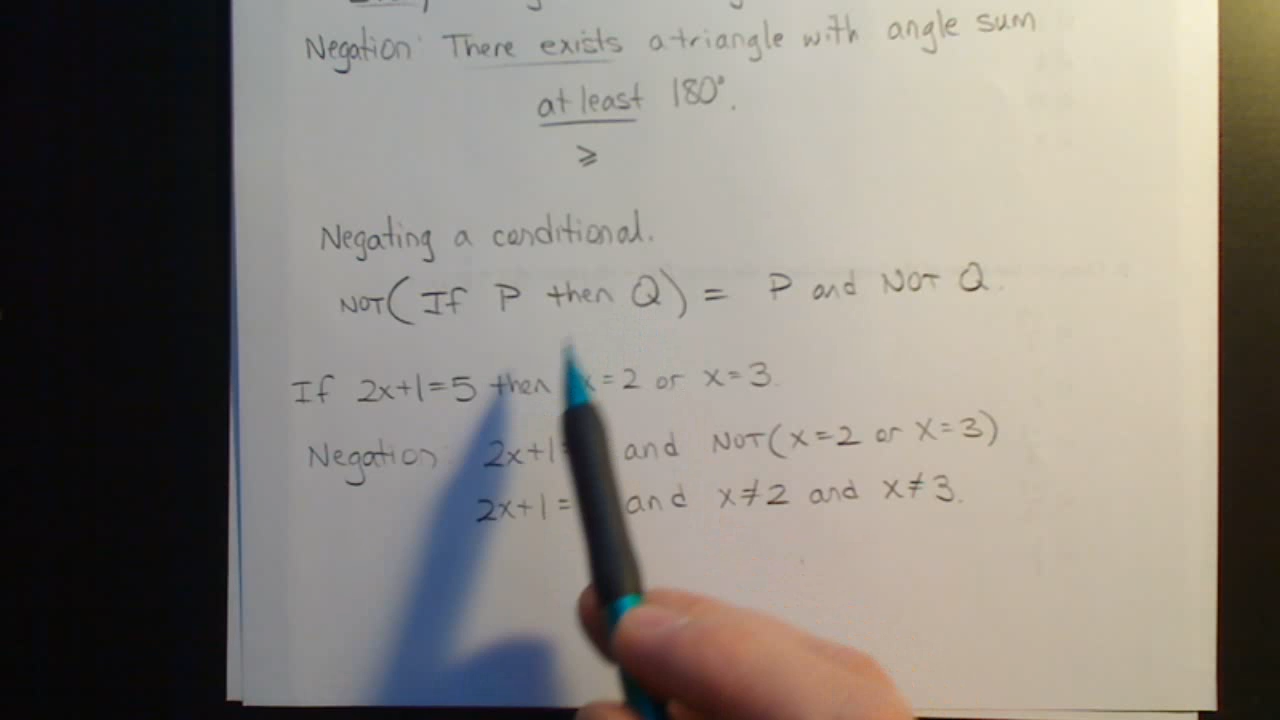 Negation: There exists a triangle with angle sum
at least 180°.
≥
Negating a conditional.
NOT(If P then Q) = P and NOT Q.
If 2x+1=5 then x=2 or x=3.
Negation 2x+1= and NOT(x=2 or x=3)
2x+1= and x≠2 and x≠3.